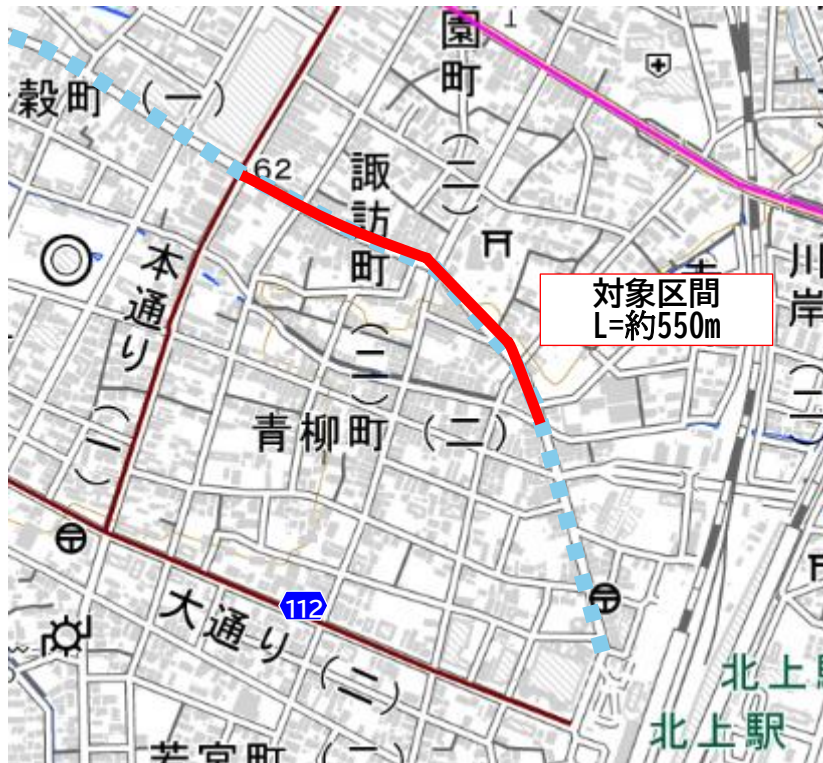 園町（二）
穀町（一）
62
諏訪町（二）
本通り（一）
対象区間
L=約550m
川岸（二）
青柳町（二）
112
大通り（二）
北上駅
北上駅
若宮町（二）